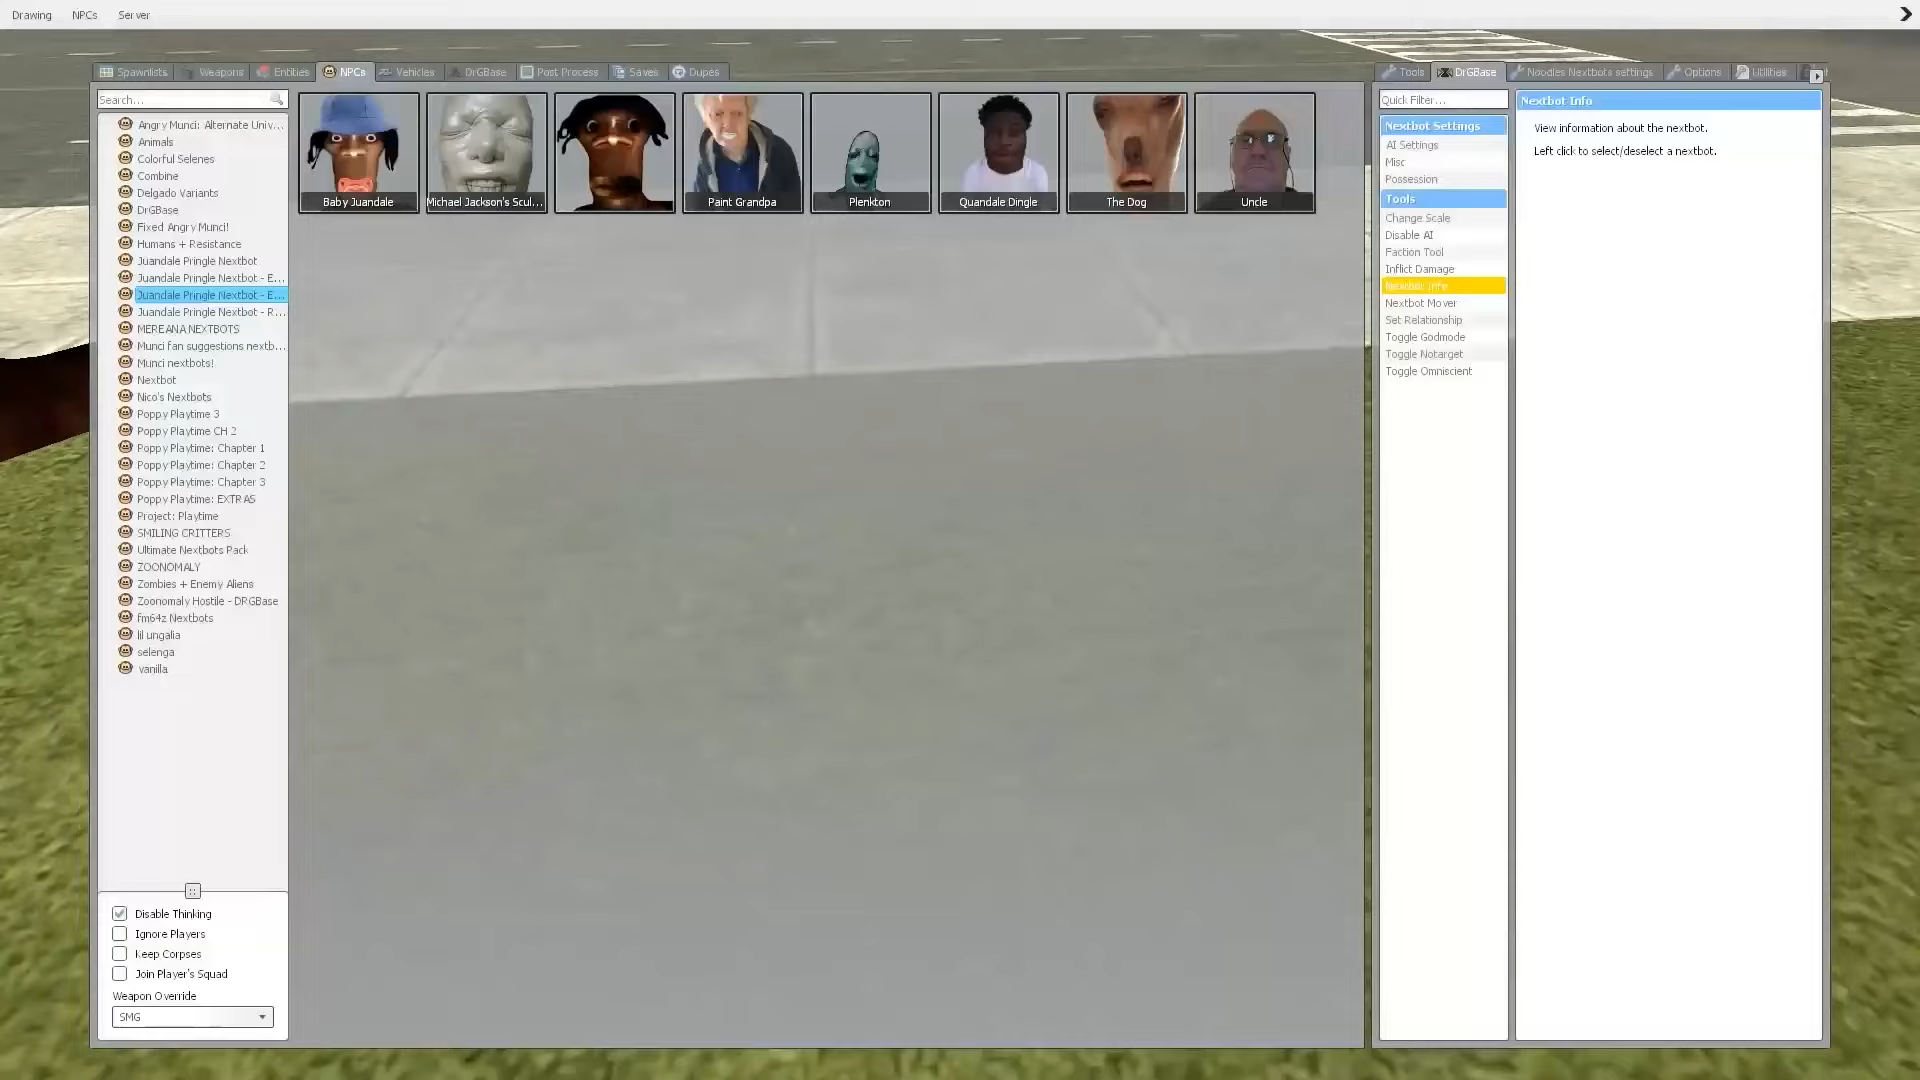 Drawing NPCs Server
Spawnlists Weapons Entities NPCs Vehicles DrGBase Post Process Saves Dupes
Tools DrGBase Noodles Nextbots settings Options Utilities
Search...
Angry Munci: Alternate Univ...
Animals
Colorful Selenes
Combine
Delgado Variants
DrGBase
Fixed Angry Munci!
Humans + Resistance
Juandale Pringle Nextbot
Juandale Pringle Nextbot - E...
Juandale Pringle Nextbot - E...
Juandale Pringle Nextbot - R...
MEREANA NEXTBOTS
Munci fan suggestions nextb...
Munci nextbots!
Nextbot
Nico's Nextbots
Poppy Playtime 3
Poppy Playtime CH 2
Poppy Playtime: Chapter 1
Poppy Playtime: Chapter 2
Poppy Playtime: Chapter 3
Poppy Playtime: EXTRAS
Project: Playtime
SMILING CRITTERS
Ultimate Nextbots Pack
ZOONOMALY
Zombies + Enemy Aliens
Zoonomaly Hostile - DRGBase
fm64z Nextbots
lil ungalia
selenga
vanilla
Disable Thinking
Ignore Players
Keep Corpses
Join Player's Squad
Weapon Override
SMG
Baby Juandale
Michael Jackson's Scul...
Paint Grandpa
Plenkton
Quandale Dingle
The Dog
Uncle
Quick Filter...
Nextbot Settings
AI Settings
Misc
Possession
Tools
Change Scale
Disable AI
Faction Tool
Inflict Damage
Nextbot Info
Nextbot Mover
Set Relationship
Toggle Godmode
Toggle Notarget
Toggle Omniscient
Nextbot Info
View information about the nextbot.
Left click to select/deselect a nextbot.